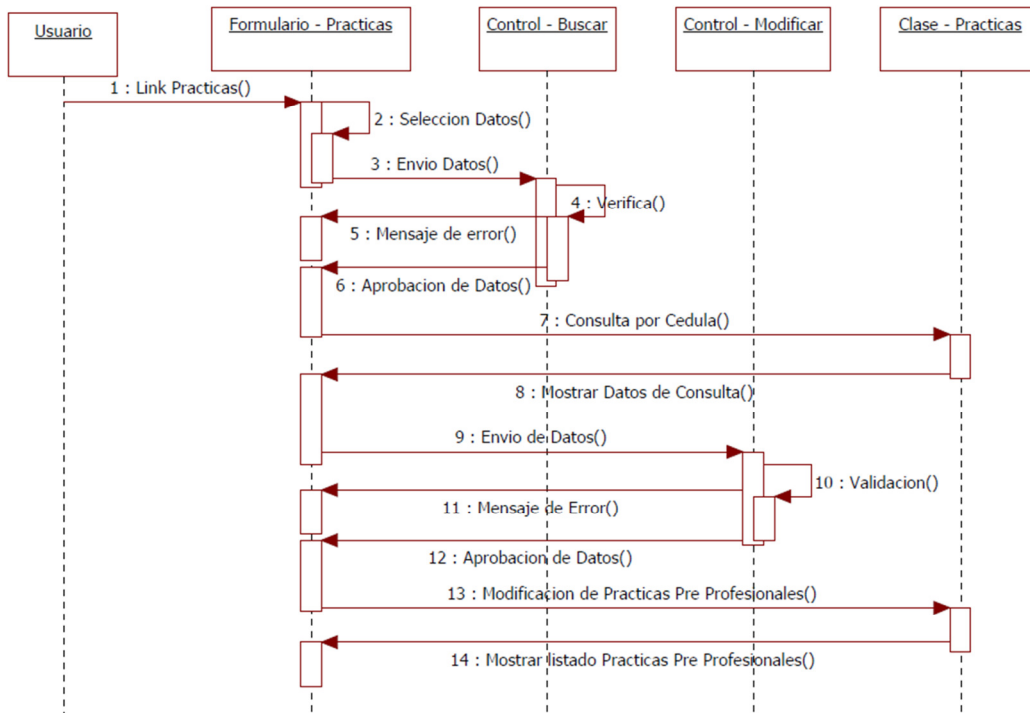 Usuario
Formulario - Practicas
Control - Buscar
Control - Modificar
Clase - Practicas
1 : Link Practicas()
2 : Seleccion Datos()
3 : Envio Datos()
4 : Verifica()
5 : Mensaje de error()
6 : Aprobacion de Datos()
7 : Consulta por Cedula()
8 : Mostrar Datos de Consulta()
9 : Envio de Datos()
10 : Validacion()
11 : Mensaje de Error()
12 : Aprobacion de Datos()
13 : Modificacion de Practicas Pre Profesionales()
14 : Mostrar listado Practicas Pre Profesionales()